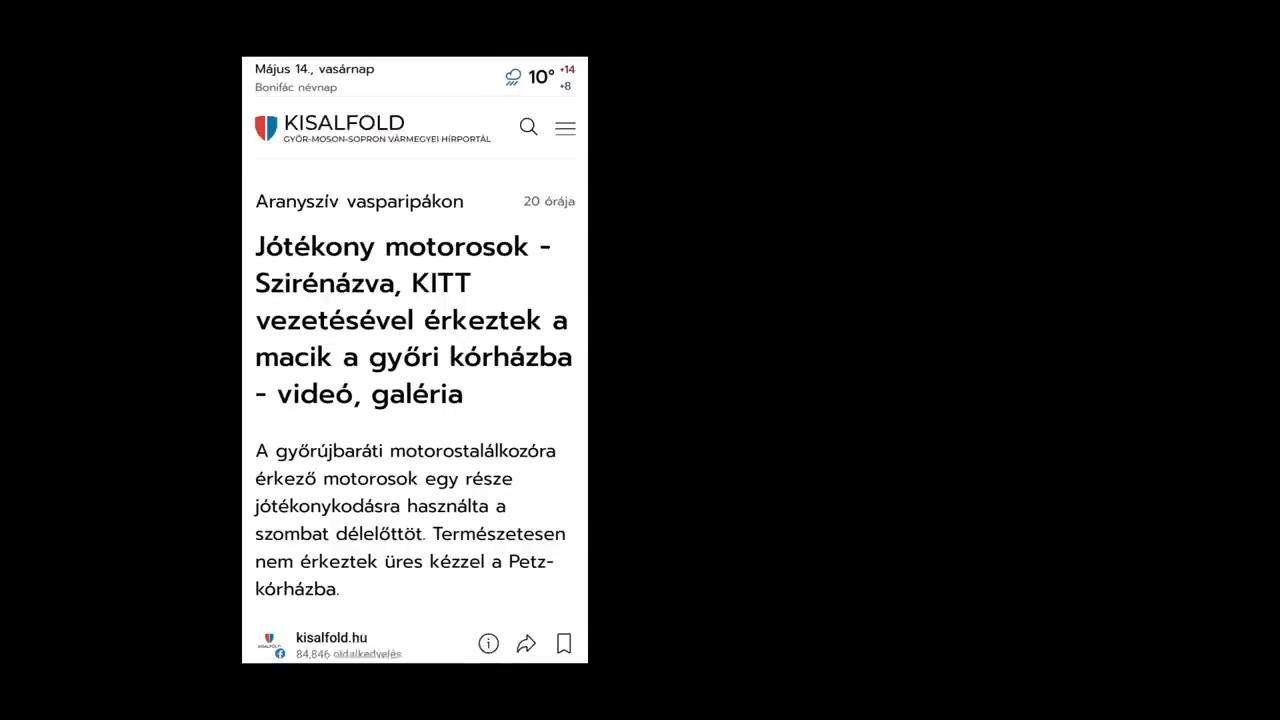 Május 14., vasárnap
Bonifác névnap
10° +14
+8
KISALFOLD
GYŐR-MOSON-SOPRON VÁRMEGYEI HÍRPORTÁL
Aranyszív vasparipákon 20 órája
Jótékony motorosok -
Szirénázva, KITT
vezetésével érkeztek a
macik a győri kórházba
- videó, galéria
A győrújbaráti motorostalálkozóra
érkező motorosok egy része
jótékonykodásra használta a
szombat délelőttöt. Természetesen
nem érkeztek üres kézzel a Petz-
kórházba.
kisalfold.hu
84,846 oldalkedvelés